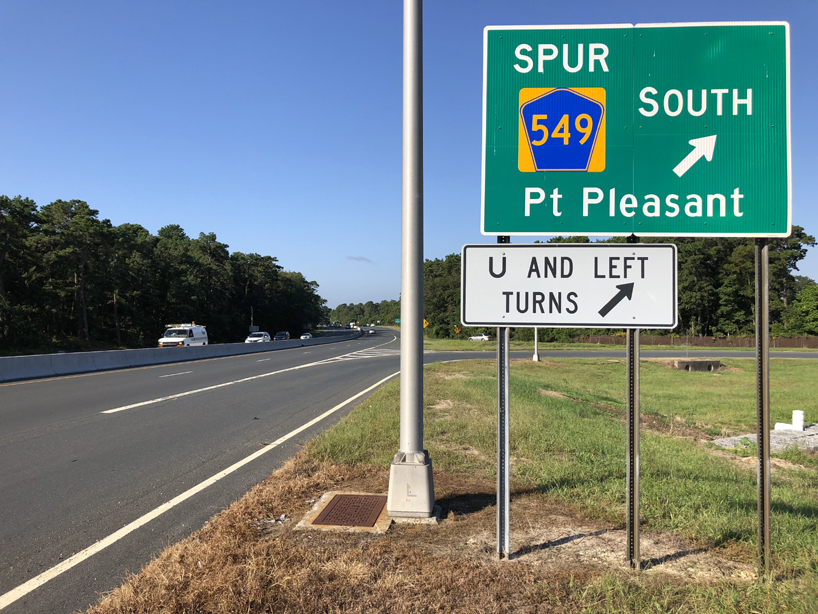 SPUR
549
SOUTH
Pt Pleasant
U AND LEFT
TURNS